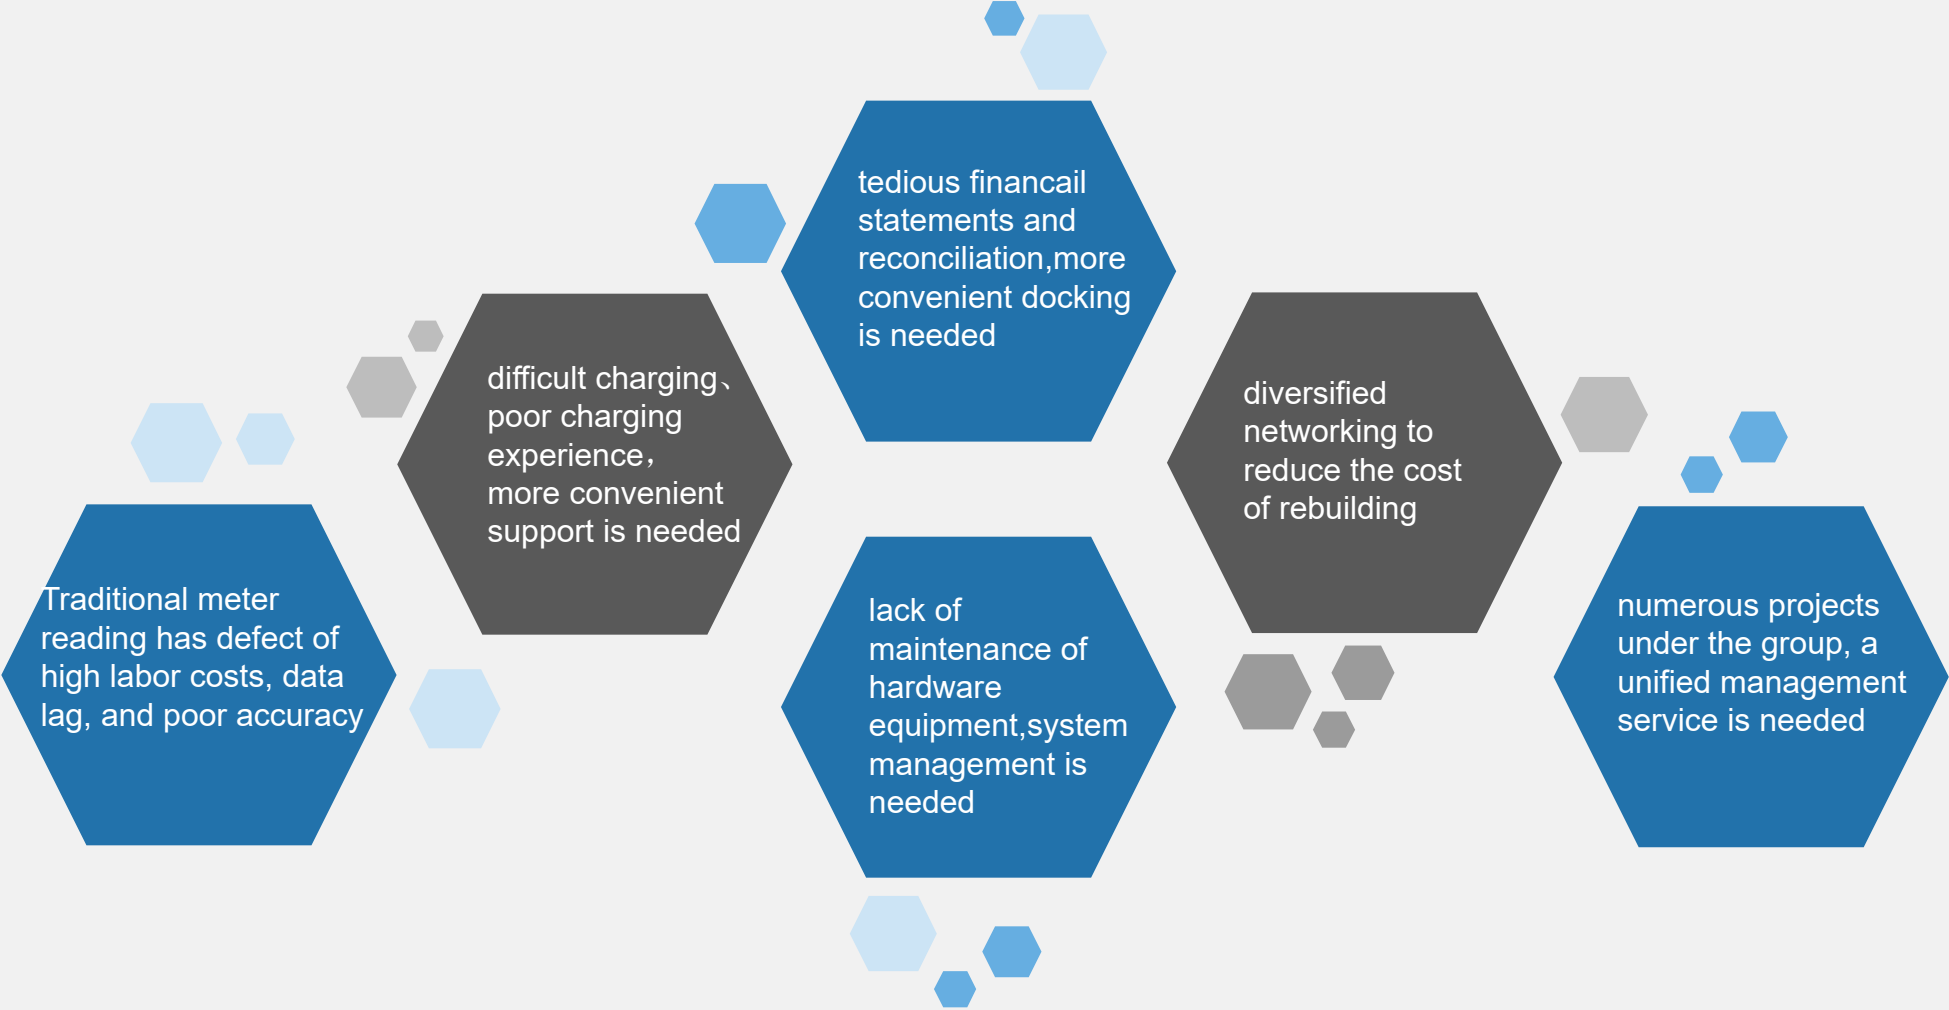 tedious financail
statements and
reconciliation,more
convenient docking
is needed
difficult charging、
poor charging
experience，
more convenient
support is needed
diversified
networking to
reduce the cost
of rebuilding
Traditional meter
reading has defect of
high labor costs, data
lag, and poor accuracy
lack of
maintenance of
hardware
equipment,system
management is
needed
numerous projects
under the group, a
unified management
service is needed